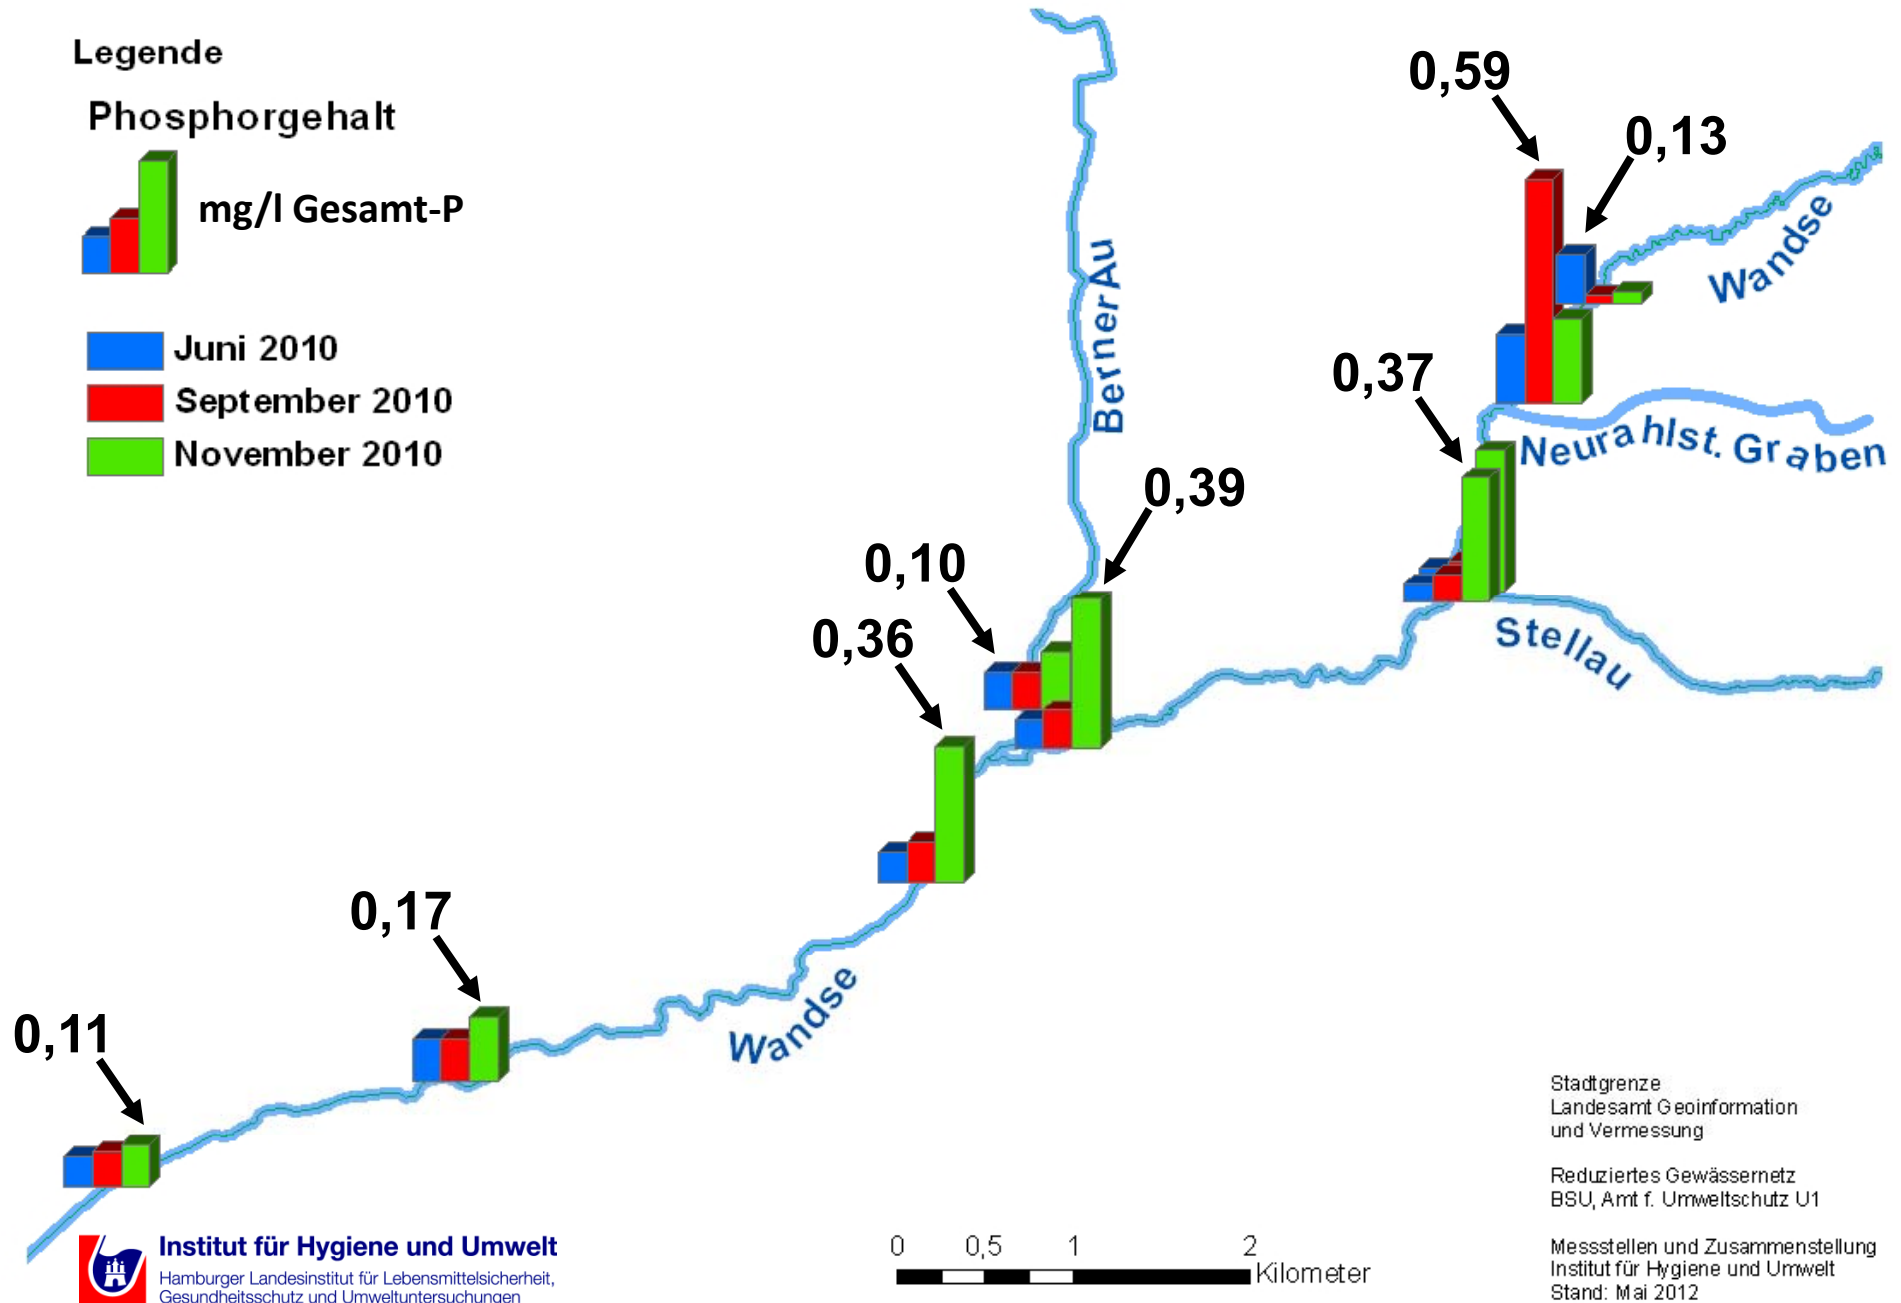 Legende
Phosphorgehalt
mg/l Gesamt-P
Juni 2010
September 2010
November 2010
0,59
0,13
Wandse
Berner Au
0,37
Neurahlst. Graben
0,39
0,10
0,36
Stellau
0,17
Wandse
0,11
Stadtgrenze
Landesamt Geoinformation
und Vermessung
Reduziertes Gewässernetz
BSU, Amt f. Umweltschutz U1
Messstellen und Zusammenstellung
Institut für Hygiene und Umwelt
Stand: Mai 2012
0 0,5 1 2
Kilometer
Institut für Hygiene und Umwelt
Hamburger Landesinstitut für Lebensmittelsicherheit,
Gesundheitsschutz und Umweltuntersuchungen